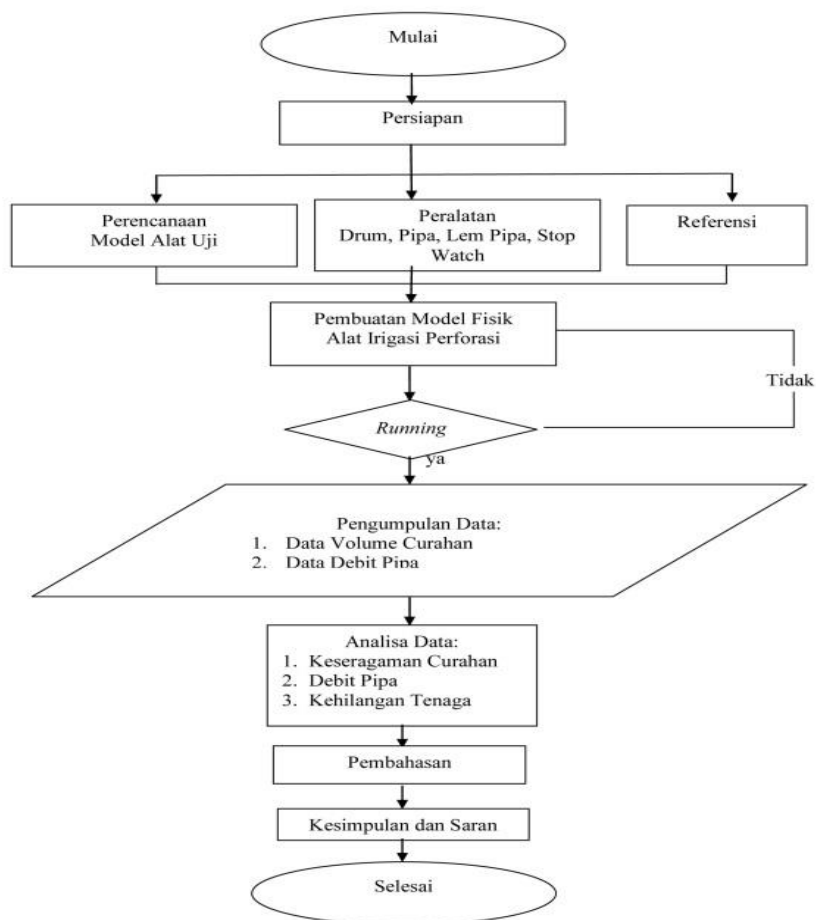 Mulai
Persiapan
Perencanaan
Model Alat Uji
Peralatan
Drum, Pipa, Lem Pipa, Stop
Watch
Referensi
Pembuatan Model Fisik
Alat Irigasi Perforasi
Tidak
Running
ya
Pengumpulan Data:
1. Data Volume Curahan
2. Data Debit Pipa
Analisa Data:
1. Keseragaman Curahan
2. Debit Pipa
3. Kehilangan Tenaga
Pembahasan
Kesimpulan dan Saran
Selesai